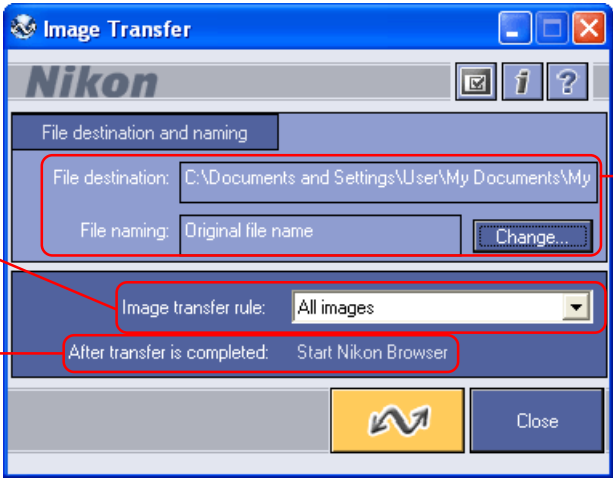 Image Transfer
Nikon
i ?
File destination and naming
File destination: C:\Documents and Settings\User\My Documents\My
File naming: Original file name Change...
Image transfer rule: All images
After transfer is completed: Start Nikon Browser
Close